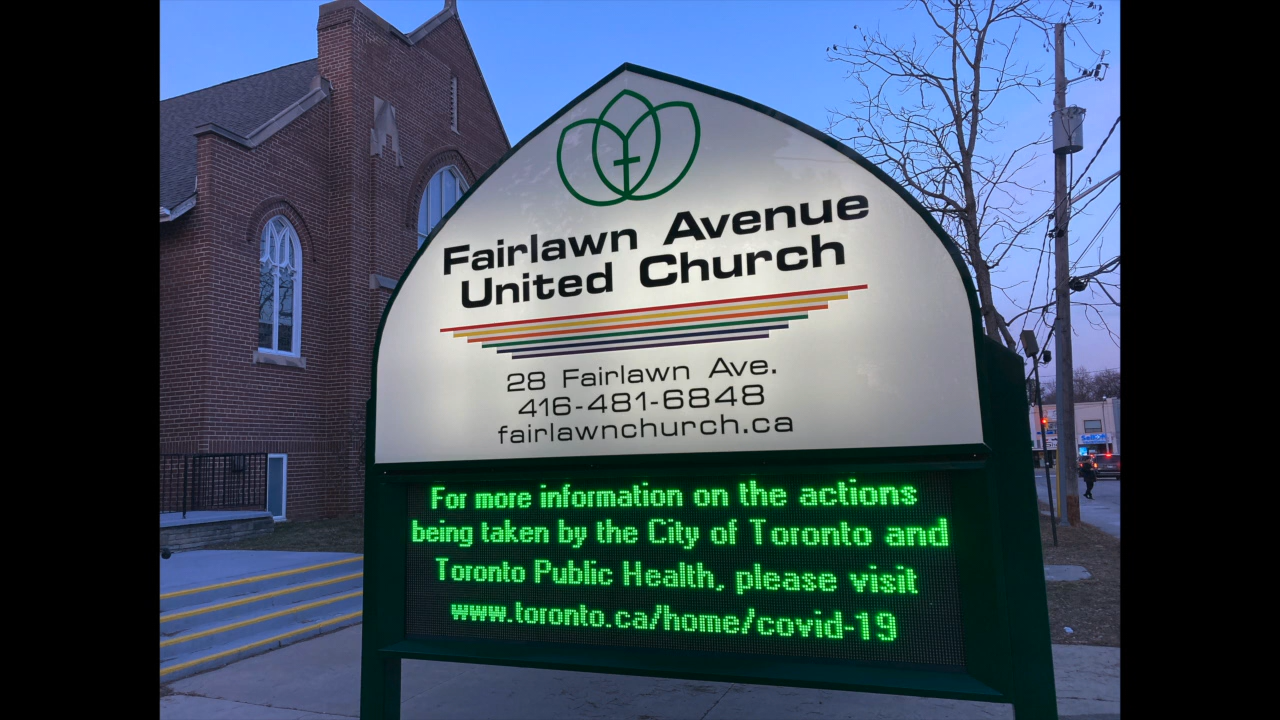 Fairlawn Avenue
United Church
28 Fairlawn Ave.
416-481-6848
fairlawnchurch.ca
For more information on the actions
being taken by the City of Toronto and
Toronto Public Health, please visit
www.toronto.ca/home/covid-19